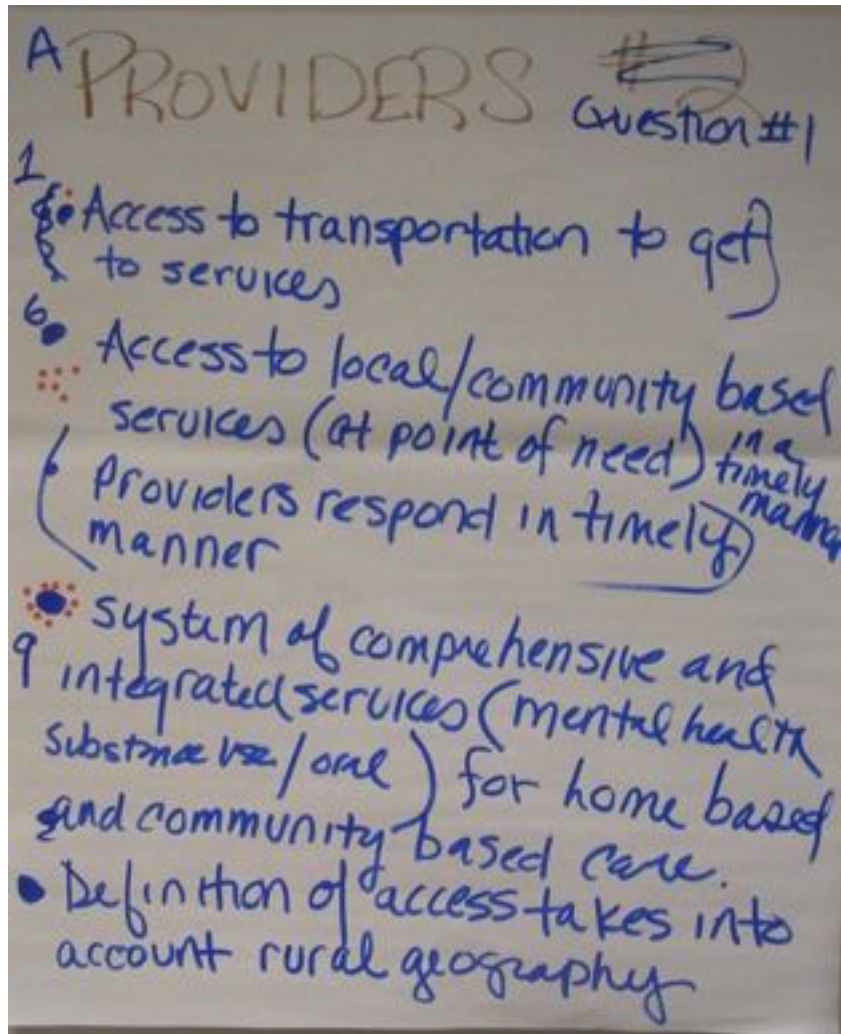 A PROVIDERS #2
Question #1
1
• Access to transportation to get
to services
6
• Access to local/community based
services (at point of need) in a
timely
manner
• Providers respond in timely
manner
• system of comprehensive and
9 integrated services (mental health
substance use/oral) for home based
and community based care.
• Definition of access takes into
account rural geography